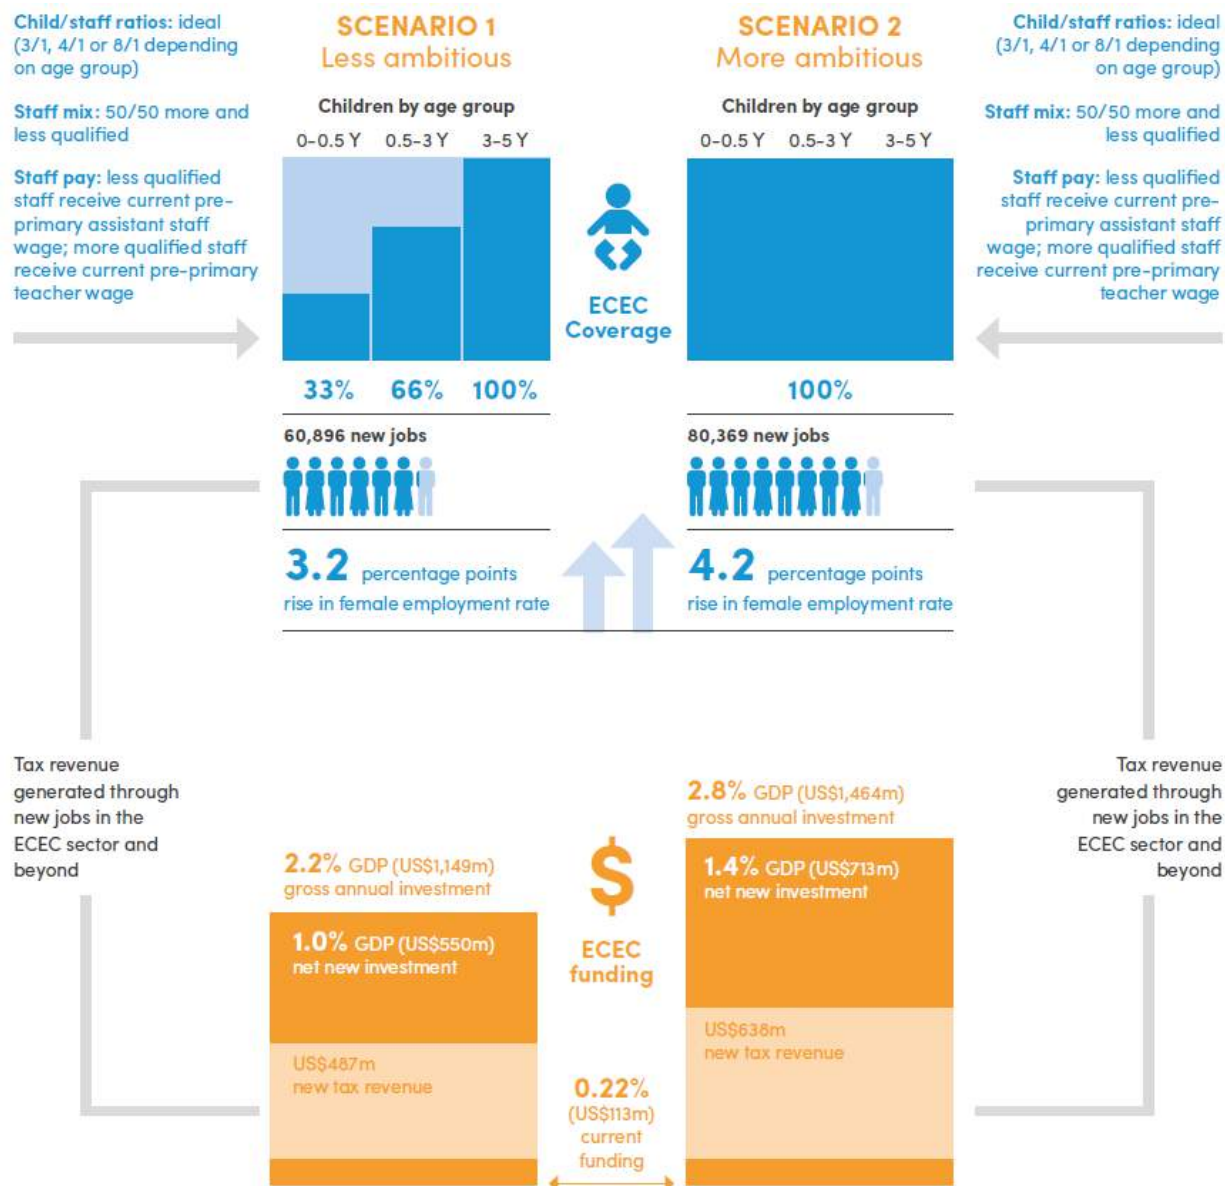 Child/staff ratios: ideal
(3/1, 4/1 or 8/1 depending
on age group)
Staff mix: 50/50 more and
less qualified
Staff pay: less qualified
staff receive current pre-
primary assistant staff
wage; more qualified staff
receive current pre-primary
teacher wage
SCENARIO 1
Less ambitious
Children by age group
0-0.5 Y 0.5-3 Y 3-5 Y
33% 66% 100%
60,896 new jobs
3.2 percentage points
rise in female employment rate
ECEC
Coverage
SCENARIO 2
More ambitious
Children by age group
0-0.5 Y 0.5-3 Y 3-5 Y
100%
80,369 new jobs
4.2 percentage points
rise in female employment rate
Child/staff ratios: ideal
(3/1, 4/1 or 8/1 depending
on age group)
Staff mix: 50/50 more and
less qualified
Staff pay: less qualified
staff receive current pre-
primary assistant staff
wage; more qualified staff
receive current pre-primary
teacher wage
Tax revenue
generated through
new jobs in the
ECEC sector and
beyond
2.2% GDP (US$1,149m)
gross annual investment
1.0% GDP (US$550m)
net new investment
US$487m
new tax revenue
$
ECEC
funding
0.22%
(US$113m)
current
funding
2.8% GDP (US$1,464m)
gross annual investment
1.4% GDP (US$713m)
net new investment
US$638m
new tax revenue
Tax revenue
generated through
new jobs in the
ECEC sector and
beyond